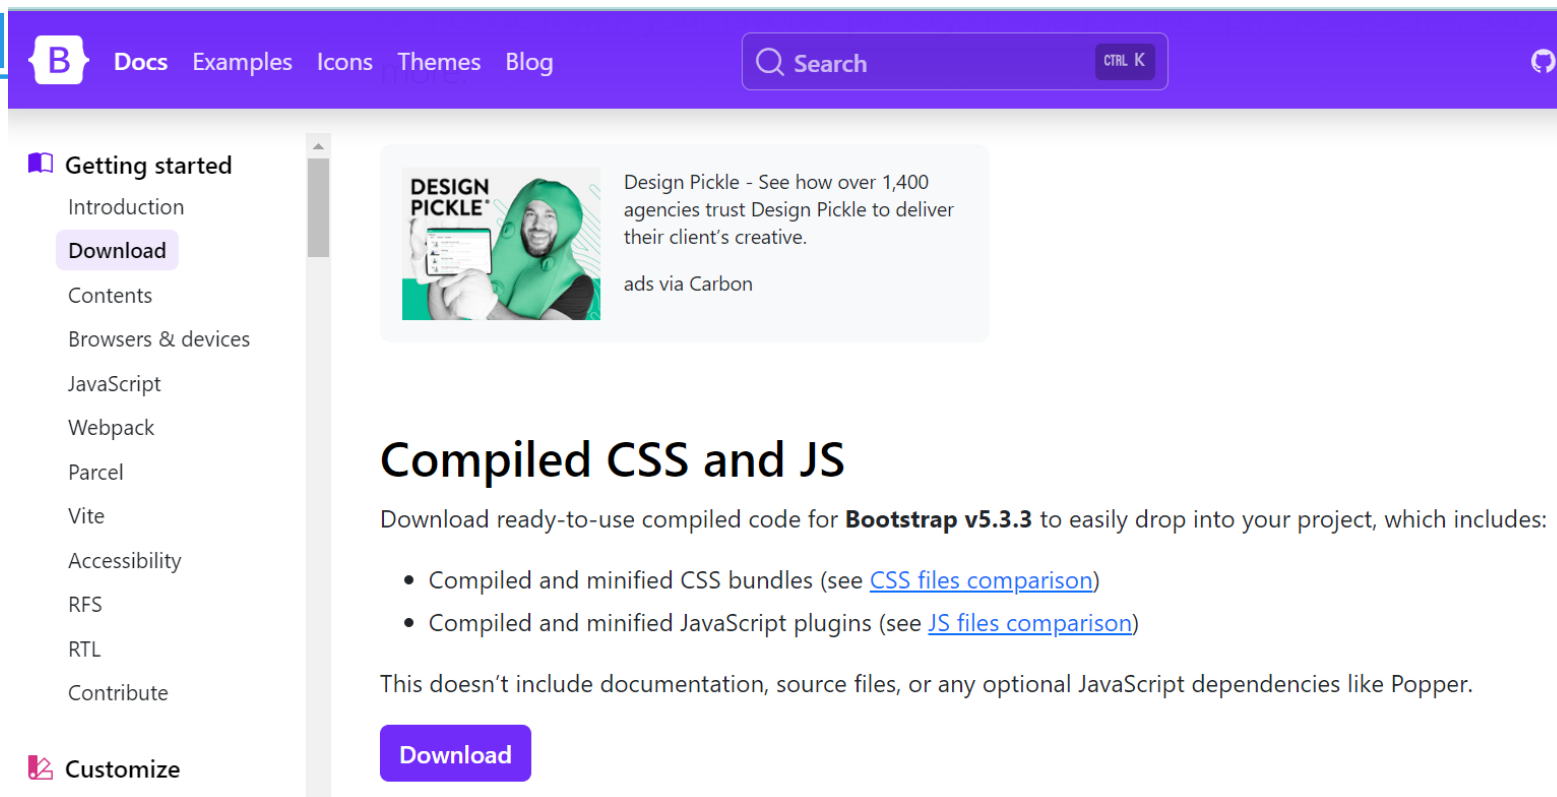 B
Docs Examples Icons Themes Blog
more.
Search
CTRL K
Getting started
Introduction
Download
Contents
Browsers & devices
JavaScript
Webpack
Parcel
Vite
Accessibility
RFS
RTL
Contribute
Customize
DESIGN
PICKLE
Design Pickle - See how over 1,400
agencies trust Design Pickle to deliver
their client’s creative.
ads via Carbon
Compiled CSS and JS
Download ready-to-use compiled code for Bootstrap v5.3.3 to easily drop into your project, which includes:
• Compiled and minified CSS bundles (see CSS files comparison)
• Compiled and minified JavaScript plugins (see JS files comparison)
This doesn’t include documentation, source files, or any optional JavaScript dependencies like Popper.
Download